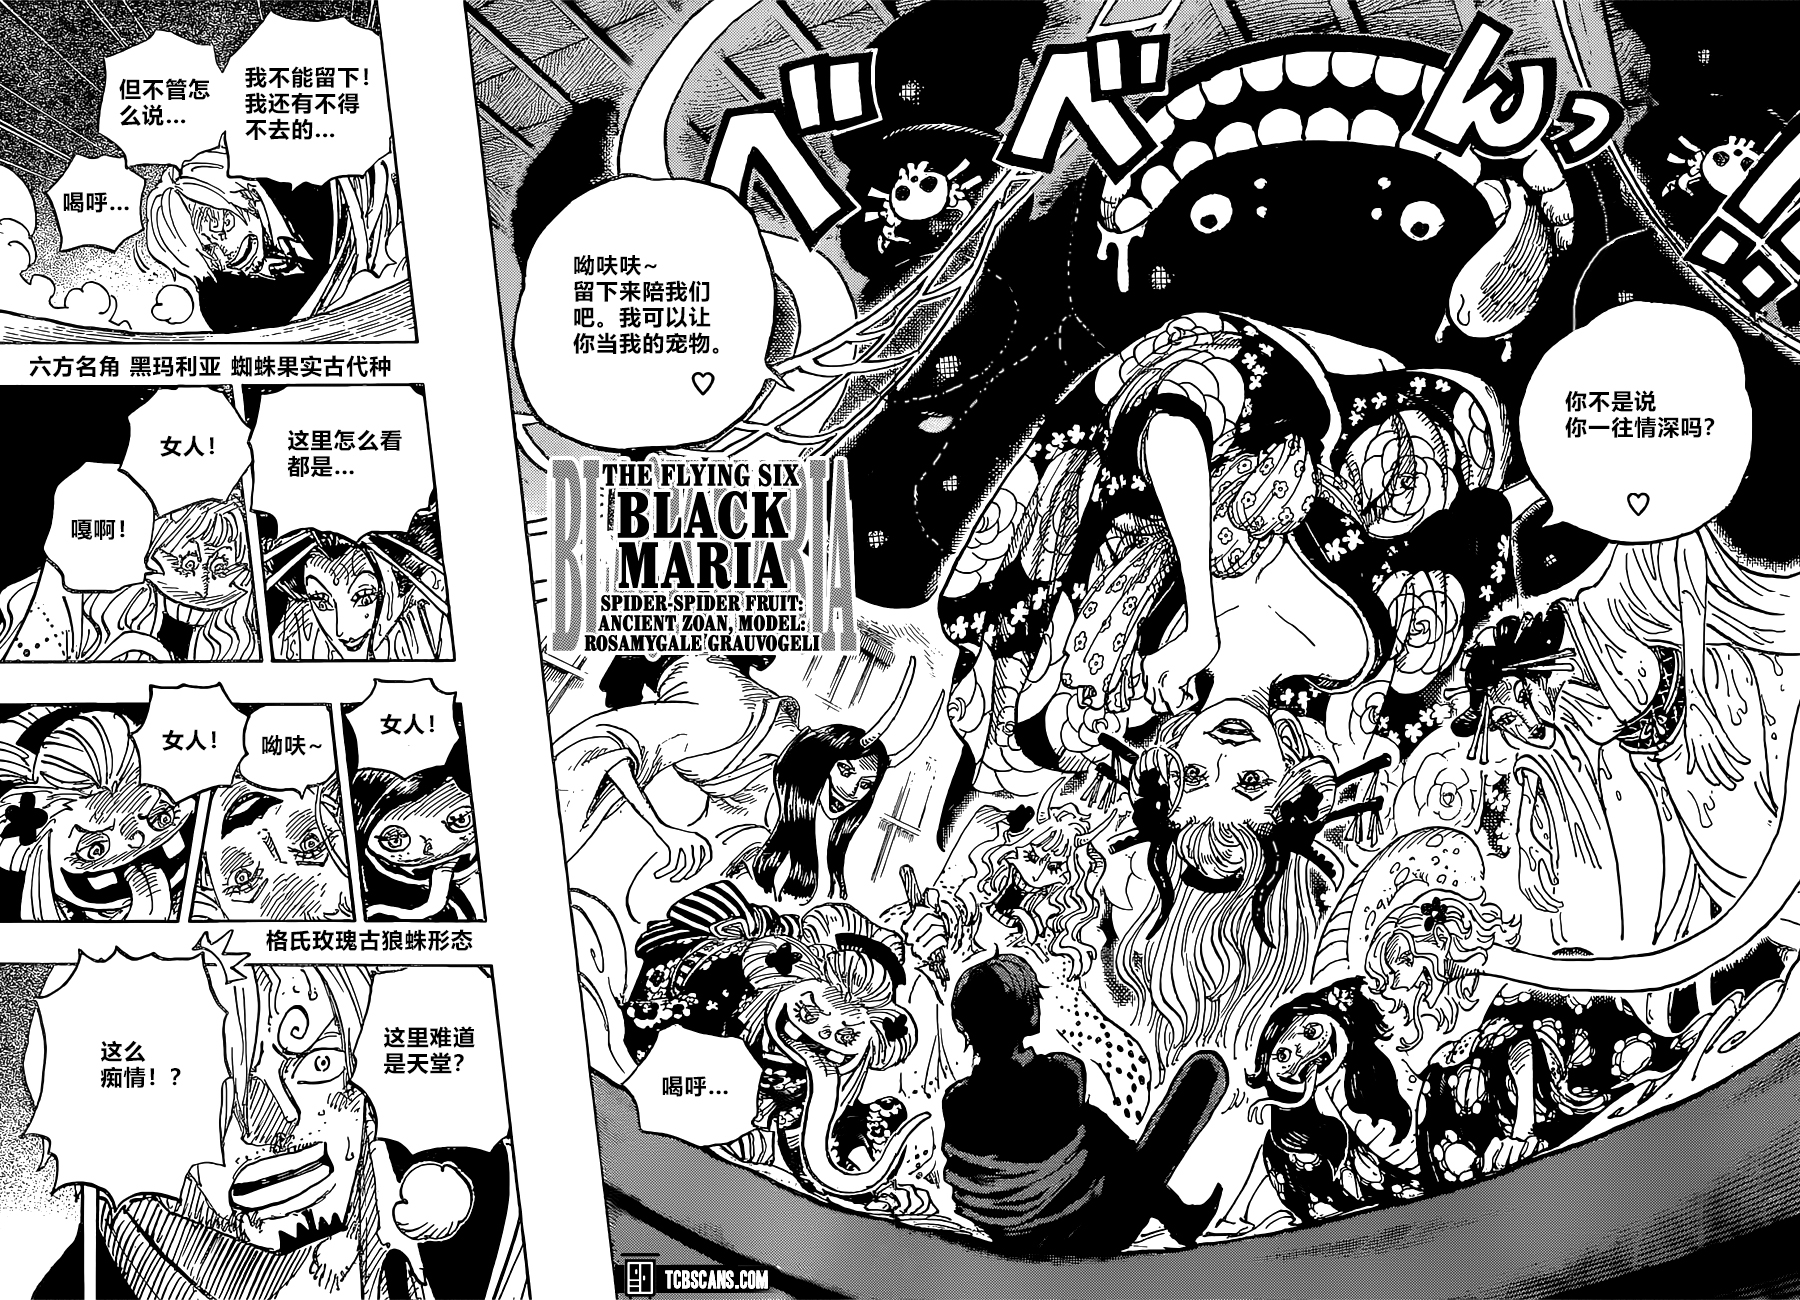 べべんっ!!
你不是说
你一往情深吗?
♡
呦呋呋~
留下来陪我们
吧。我可以让
你当我的宠物。
♡
BLACK MARIA
THE FLYING SIX
BLACK
MARIA
SPIDER-SPIDER FRUIT:
ANCIENT ZOAN, MODEL:
ROSAMYGALE GRAUVOGELI
喝呼...
TCBSCANS.COM
我不能留下!
我还有不得
不去的...
但不管怎
么说...
喝呼...
六方名角 黑玛利亚 蜘蛛果实古代种
这里怎么看
都是...
女人!
嘎啊!
女人!
呦呋~
女人!
格氏玫瑰古狼蛛形态
这里难道
是天堂?
这么
痴情!?